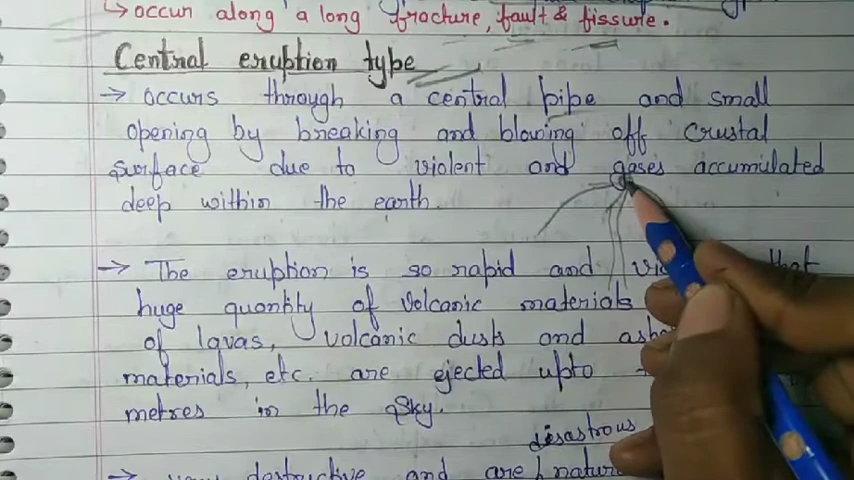 ↳ occur along a long fracture, fault & fissure.
Central eruption type
→ occurs through a central pipe and small
opening by breaking and blowing off crustal
surface due to violent and gases accumulated
deep within the earth.
→ The eruption is so rapid and that
huge quantity of Volcanic materials
of lavas, volcanic dusts and
materials, etc. are ejected upto
metres in the Sky.
disastrous
→ very destructive and are